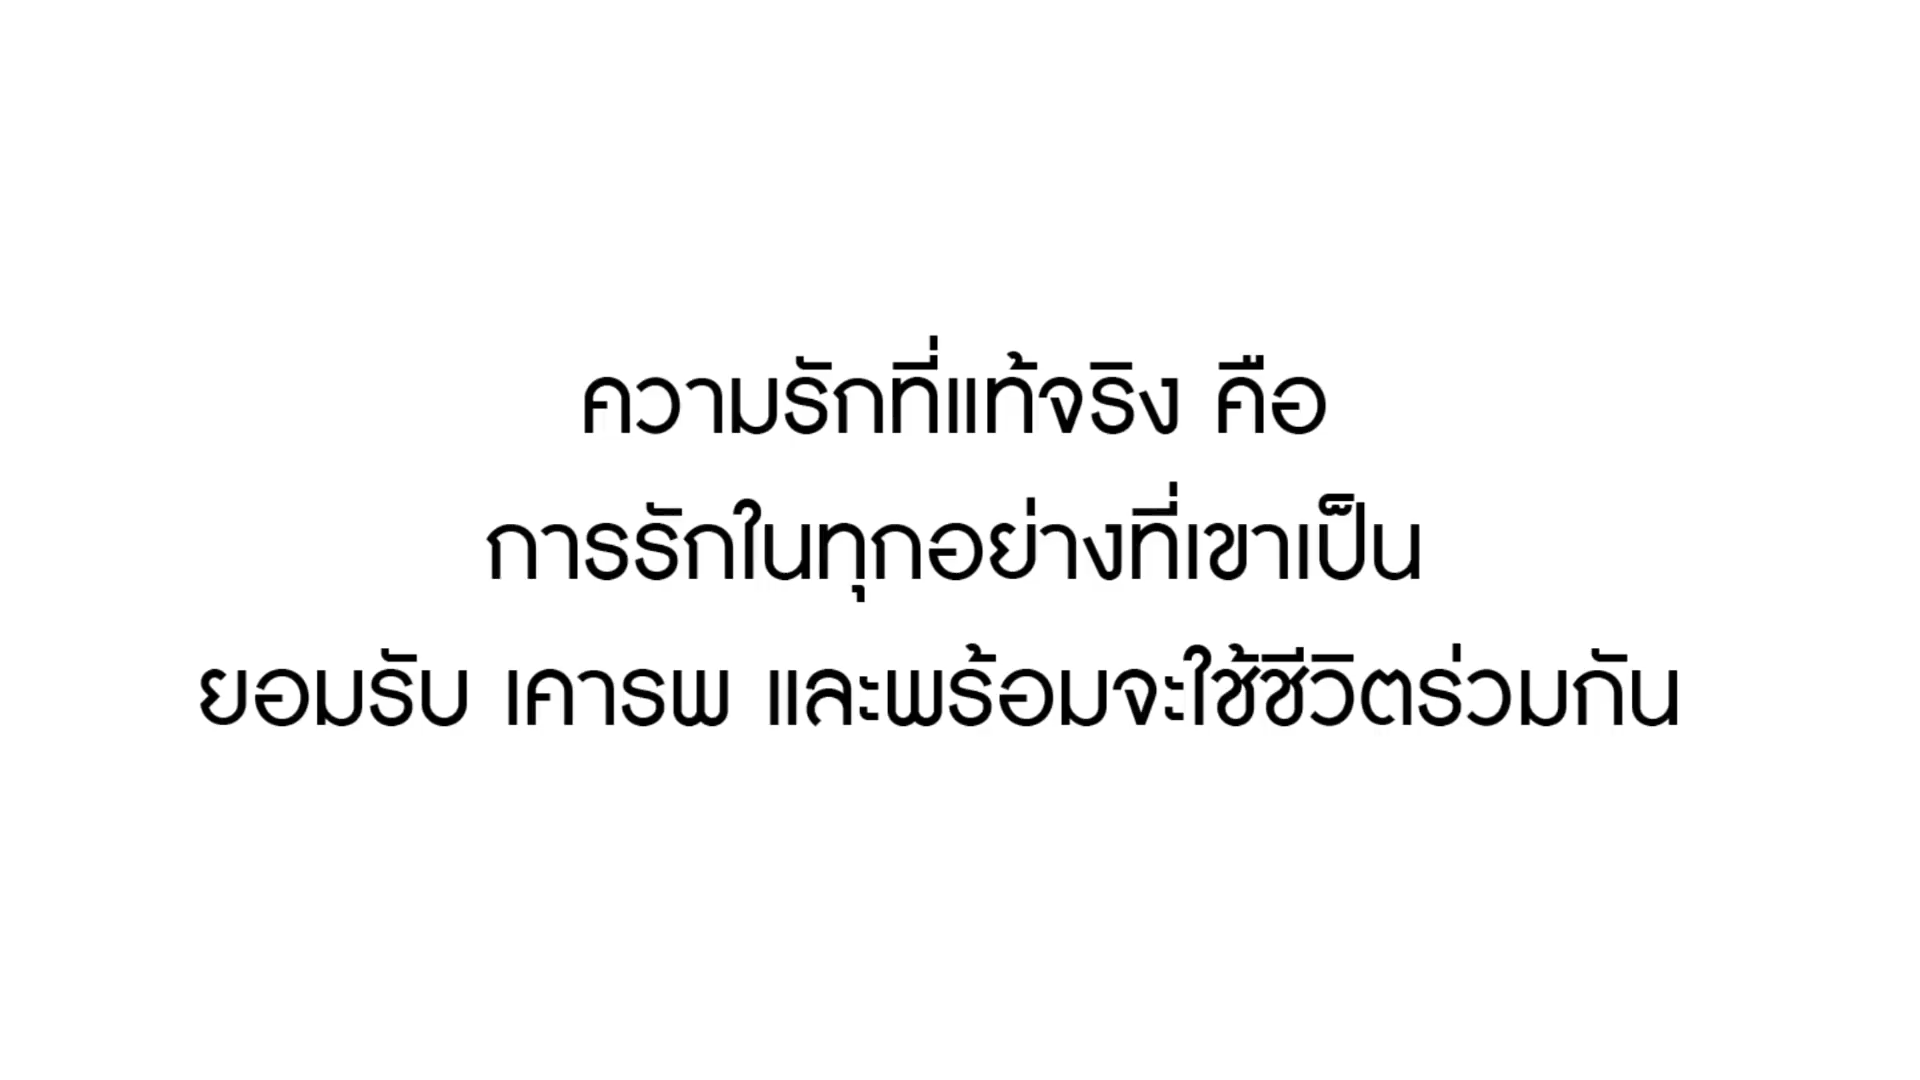 ความรักที่แท้จริง คือ
การรักในทุกอย่างที่เขาเป็น
ยอมรับ เคารพ และพร้อมจะใช้ชีวิตร่วมกัน